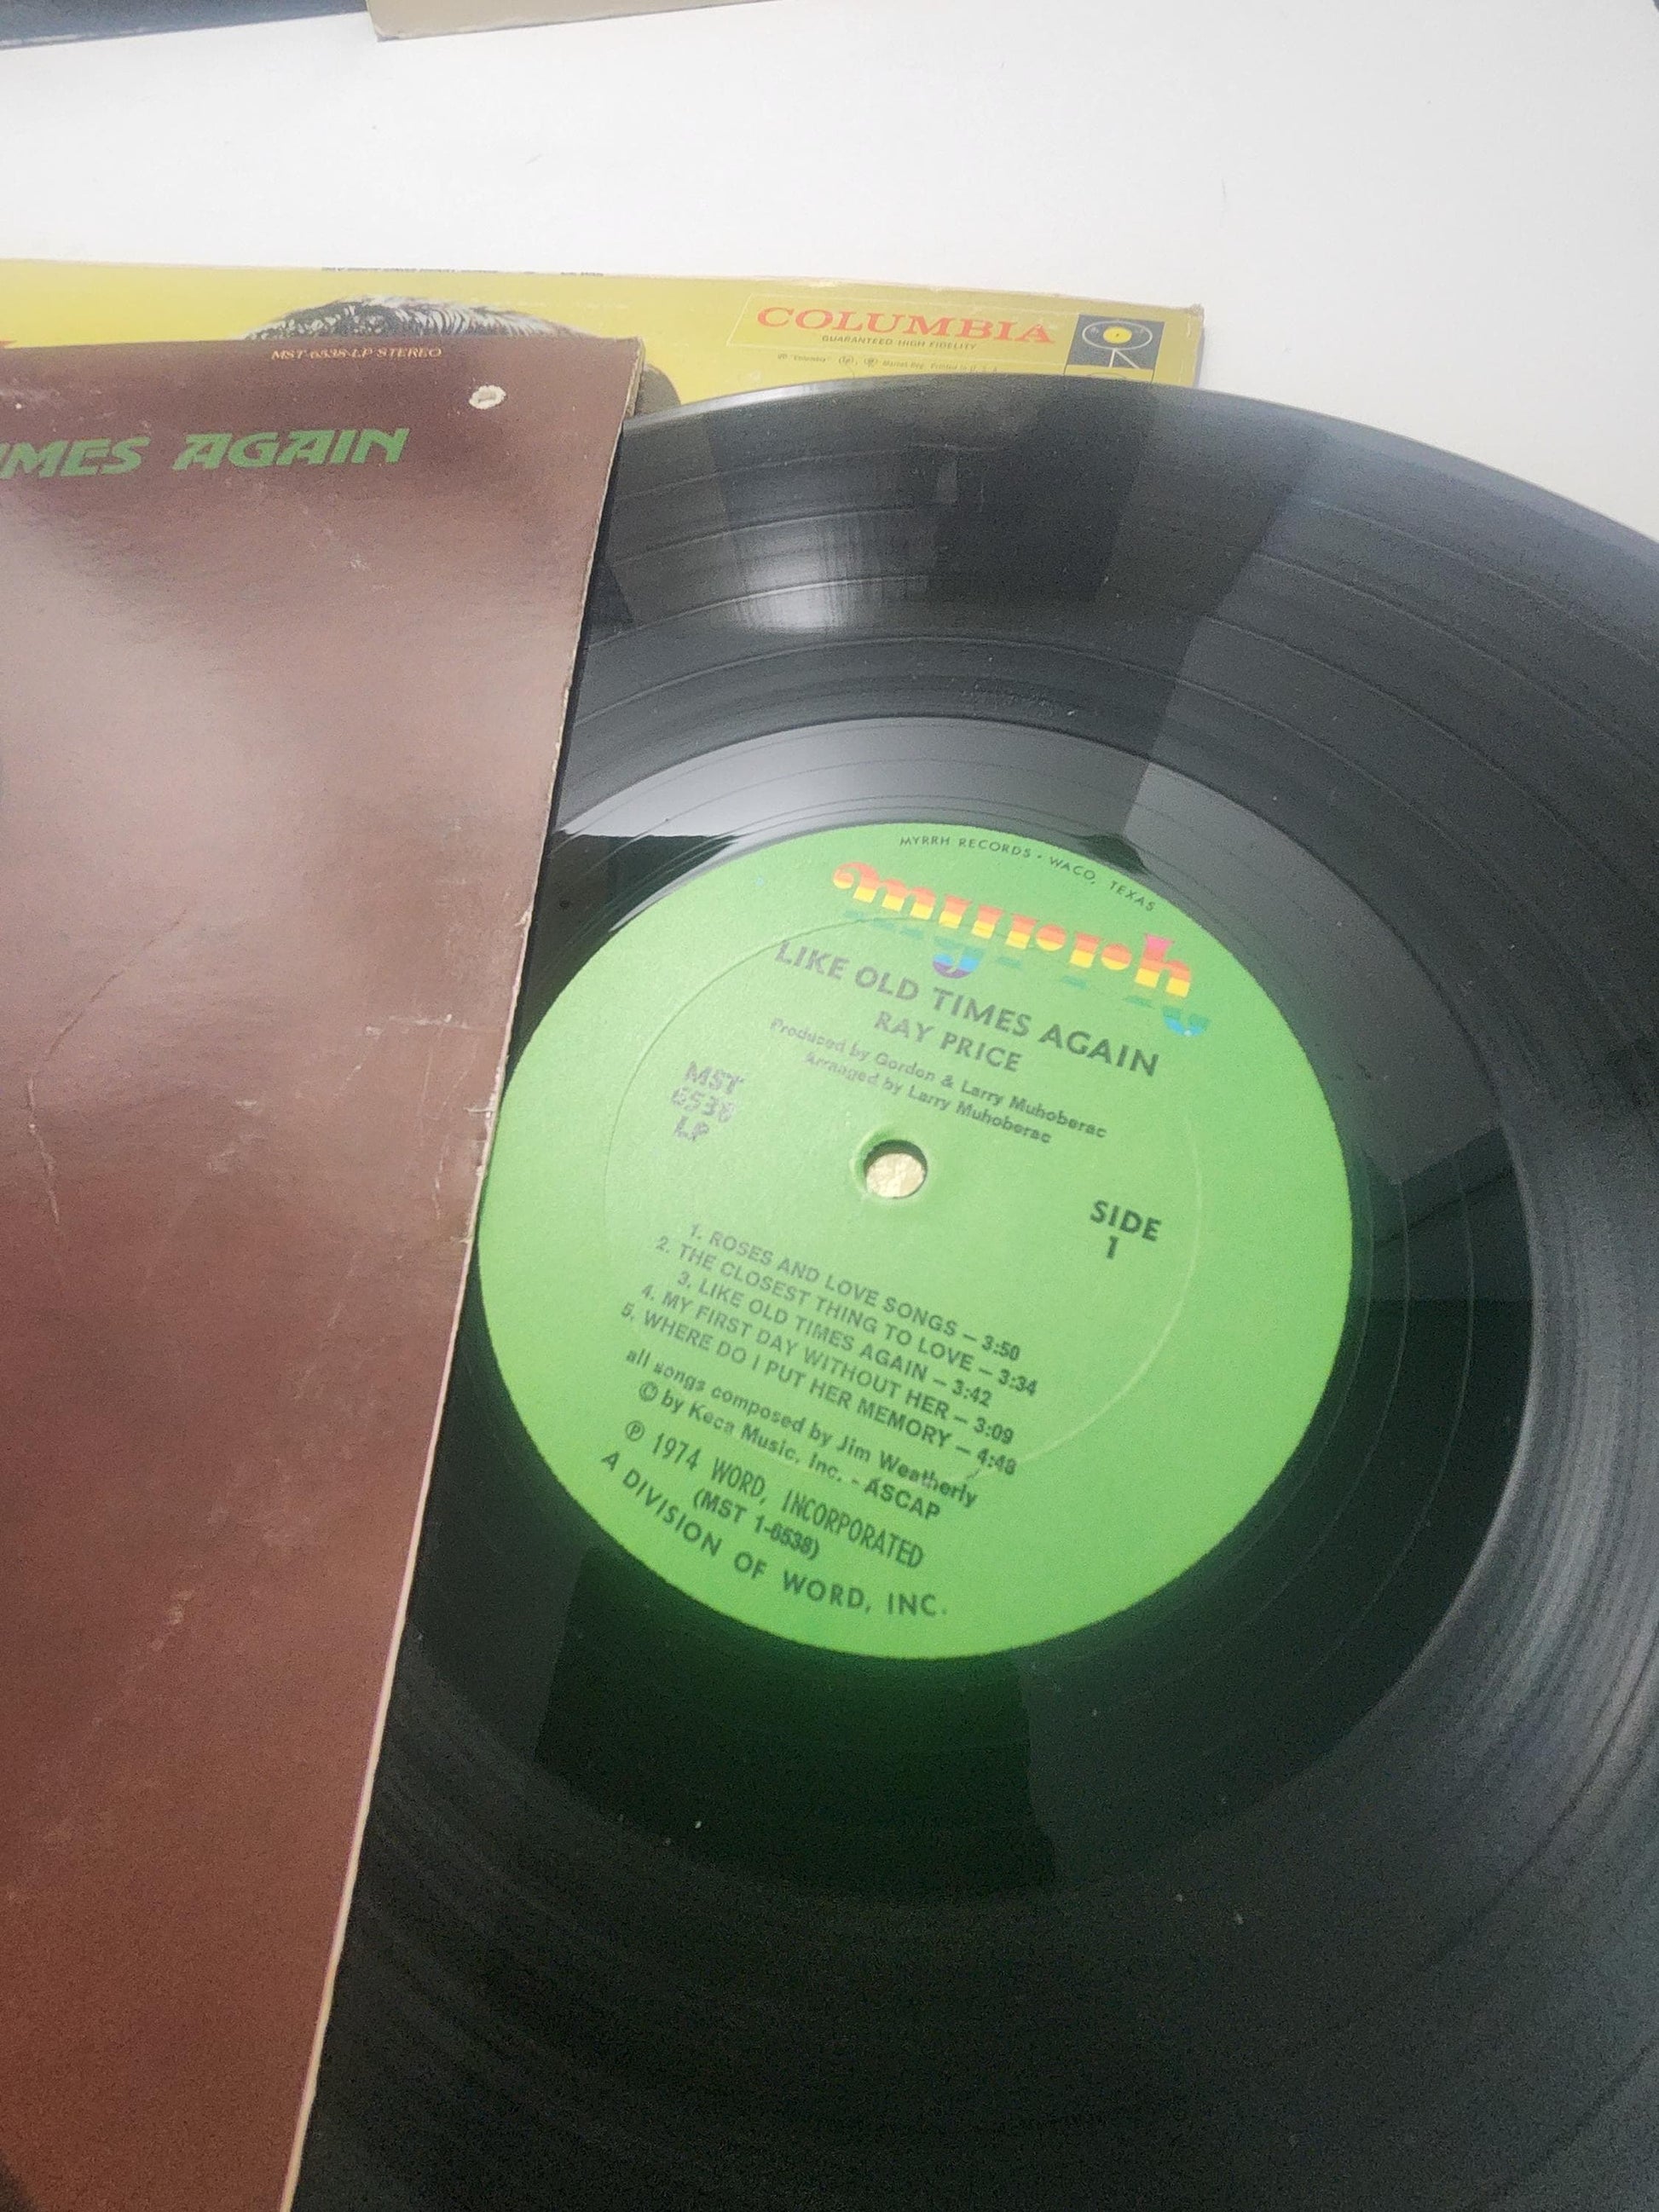 COLUMBIA
GUARANTEED HIGH FIDELITY
MST-6538-LP STEREO
IMES AGAIN
MYRRH RECORDS • WACO, TEXAS
myrrh
LIKE OLD TIMES AGAIN
RAY PRICE
Produced by Gordon & Larry Muhoberac
Arranged by Larry Muhoberac
MST
6538
LP
SIDE
1
1. ROSES AND LOVE SONGS – 3:50
2. THE CLOSEST THING TO LOVE – 3:34
3. LIKE OLD TIMES AGAIN – 3:42
4. MY FIRST DAY WITHOUT HER – 3:09
5. WHERE DO I PUT HER MEMORY – 4:48
all songs composed by Jim Weatherly
© by Keca Music, Inc. - ASCAP
℗ 1974 WORD, INCORPORATED
(MST 1-6538)
A DIVISION OF WORD, INC.